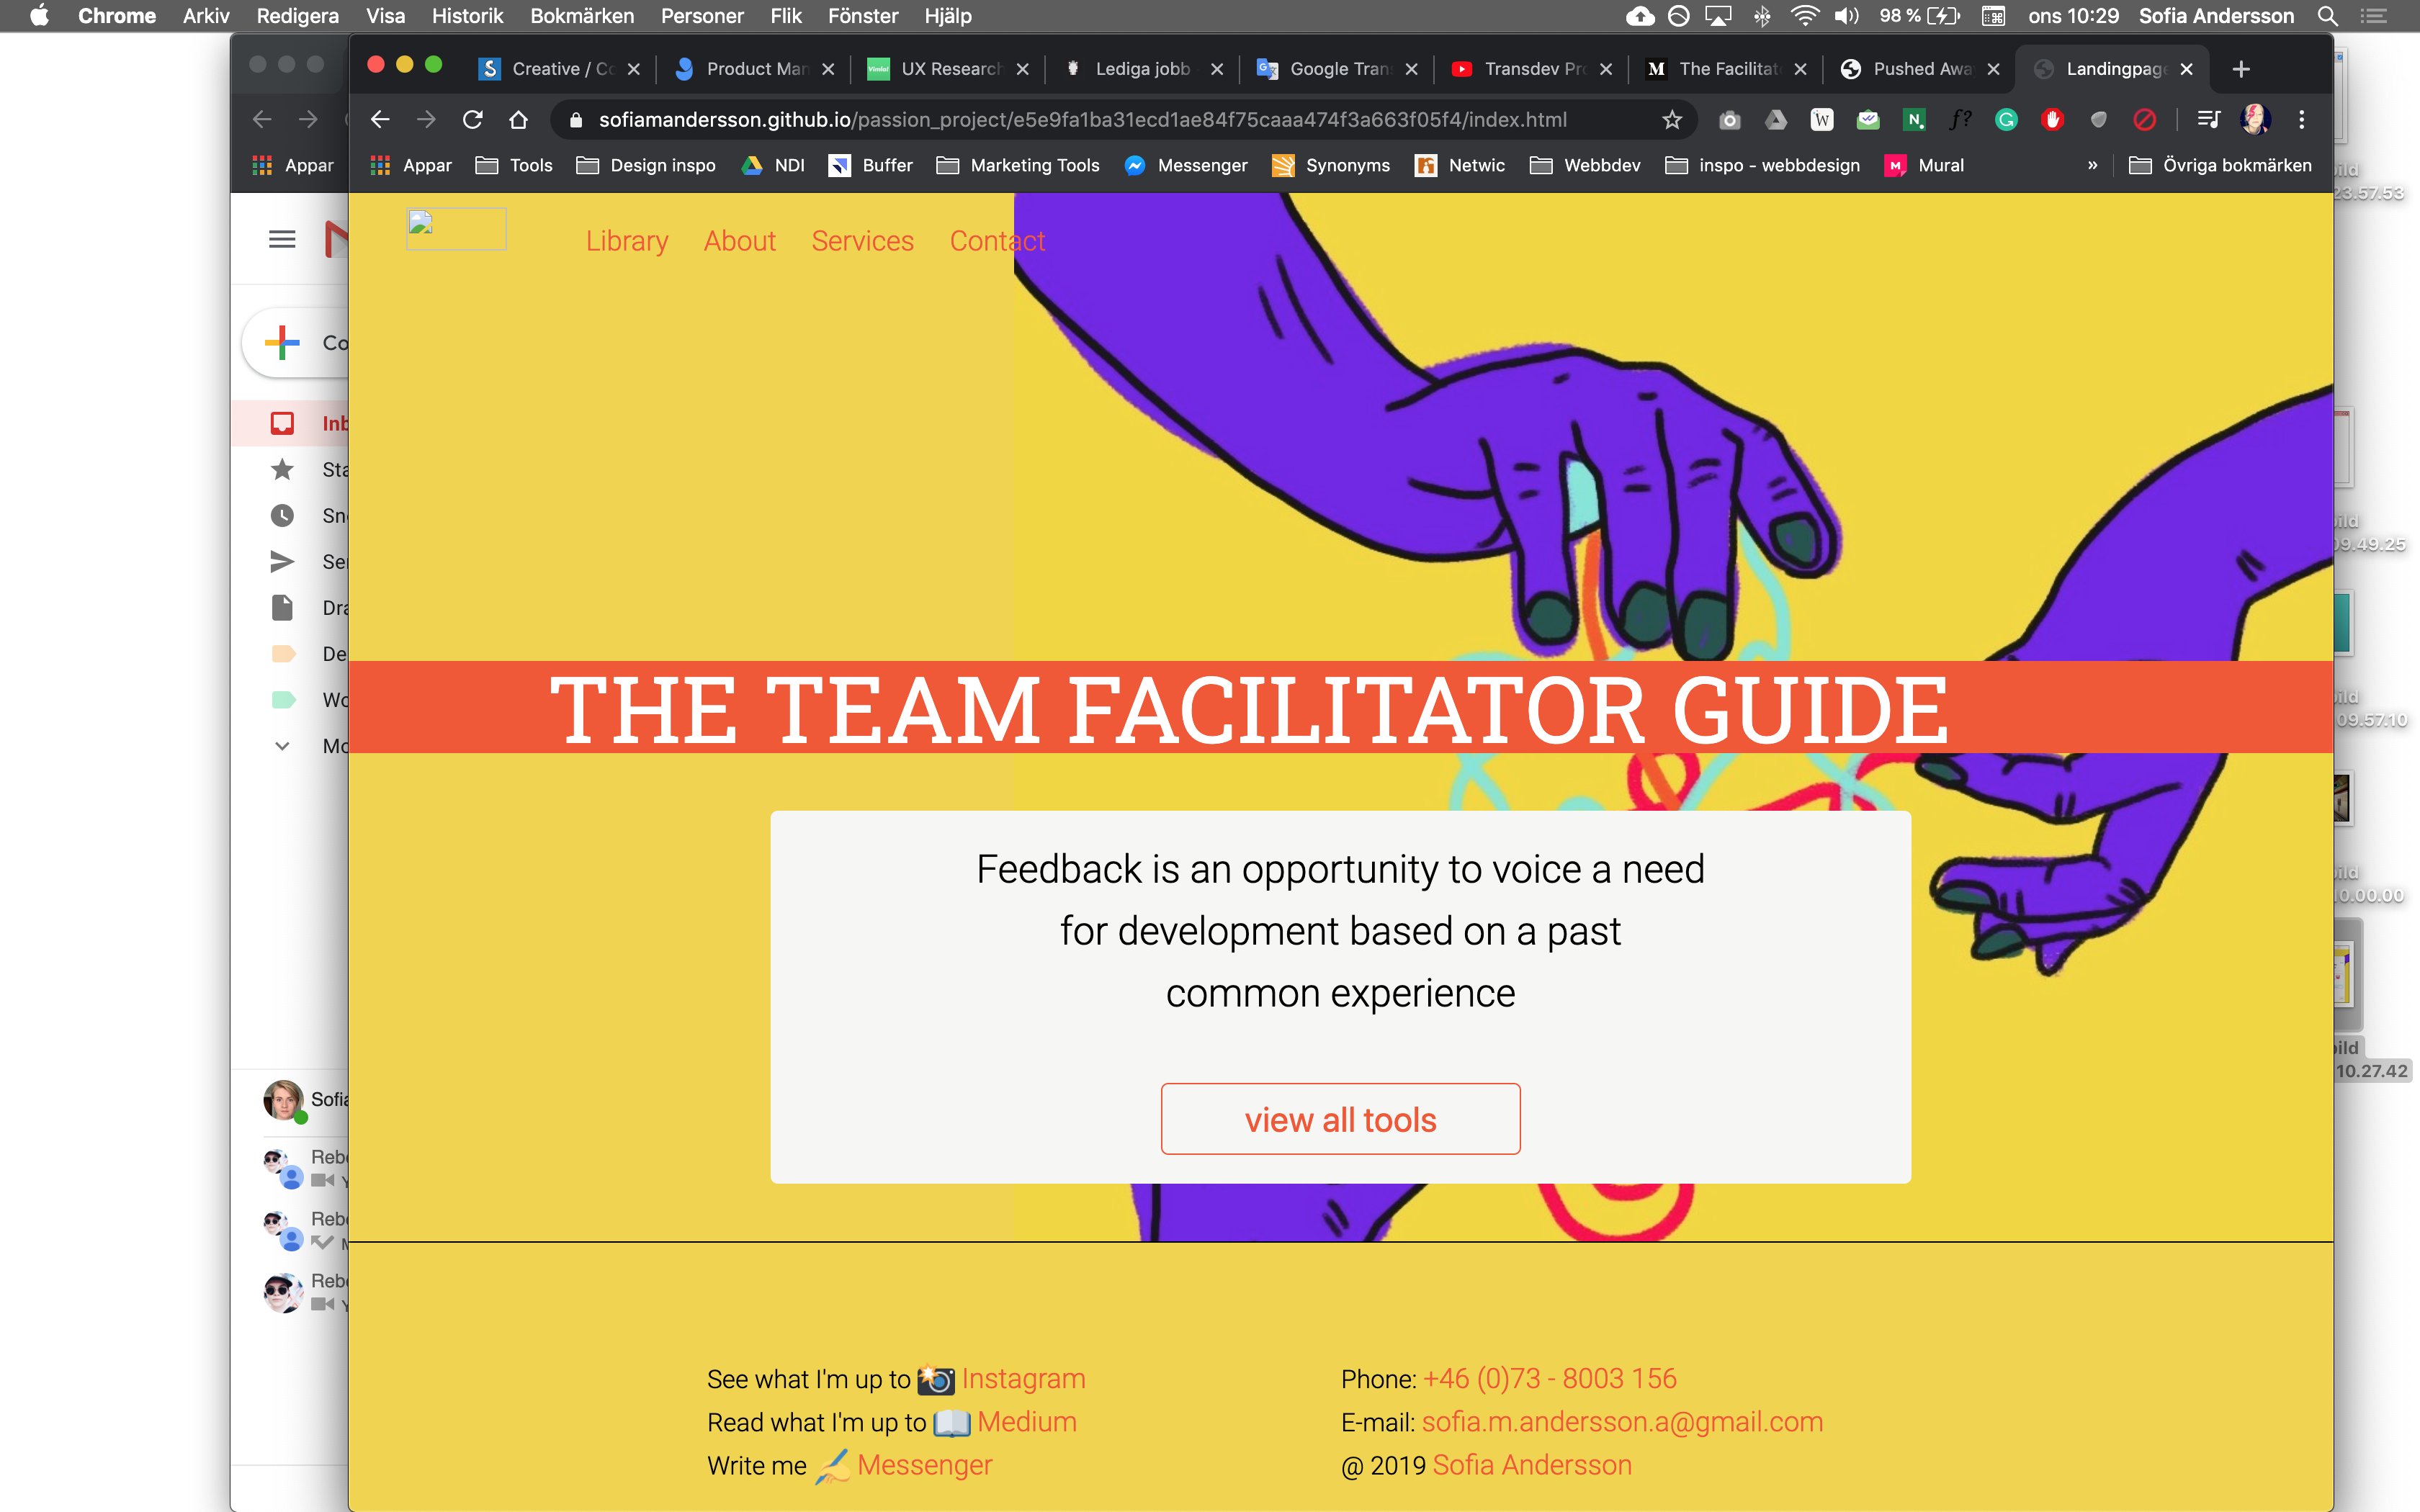 Chrome Arkiv Redigera Visa Historik Bokmärken Personer Flik Fönster Hjälp 98 % ons 10:29 Sofia Andersson
Creative / Co Product Man UX Research Lediga jobb Google Tran Transdev Pro The Facilitat Pushed Awa Landingpage
sofiamandersson.github.io/passion_project/e5e9fa1ba31ecd1ae84f75caaa474f3a663f05f4/index.html
Appar Appar Tools Design inspo NDI Buffer Marketing Tools Messenger Synonyms Netwic Webbdev inspo - webbdesign Mural » Övriga bokmärken
Library About Services Contact
Co
Inb
Sta
Sno
Sen
Dra
De
Wo
Mo
THE TEAM FACILITATOR GUIDE
Feedback is an opportunity to voice a need
for development based on a past
common experience
view all tools
Sofia
Rebe
Rebe
Rebe
See what I'm up to 📸 Instagram
Read what I'm up to 📖 Medium
Write me ✍️ Messenger
Phone: +46 (0)73 - 8003 156
E-mail: sofia.m.andersson.a@gmail.com
@ 2019 Sofia Andersson
ild
23.57.53
ild
09.49.25
ild
09.57.10
ild
10.00.00
ild
10.27.42